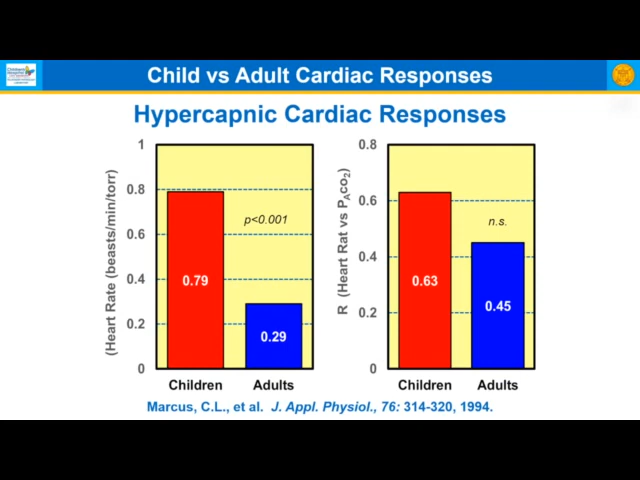 Child vs Adult Cardiac Responses
Hypercapnic Cardiac Responses
(Heart Rate (beasts/min/torr)
1
0.8
0.6
0.4
0.2
0
p<0.001
0.79
0.29
Children Adults
R (Heart Rat vs PAco2)
0.8
0.6
0.4
0.2
0
n.s.
0.63
0.45
Children Adults
Marcus, C.L., et al. J. Appl. Physiol., 76: 314-320, 1994.